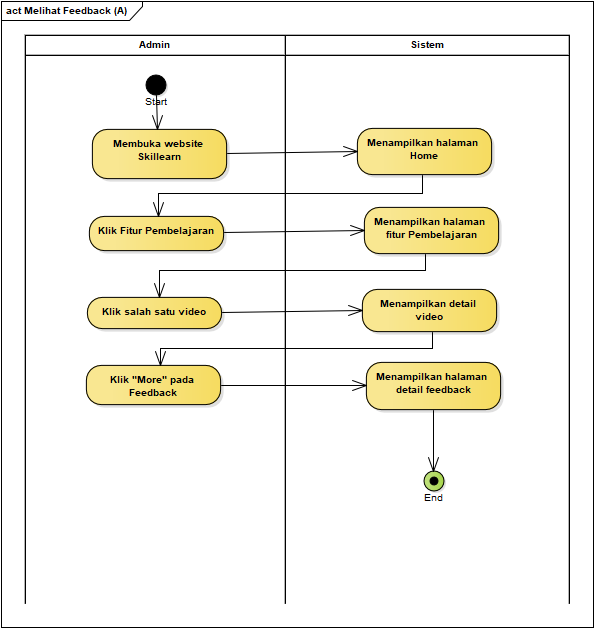 act Melihat Feedback (A)
Admin
Sistem
Start
Membuka website
Skillearn
Menampilkan halaman
Home
Klik Fitur Pembelajaran
Menampilkan halaman
fitur Pembelajaran
Klik salah satu video
Menampilkan detail
video
Klik "More" pada
Feedback
Menampilkan halaman
detail feedback
End